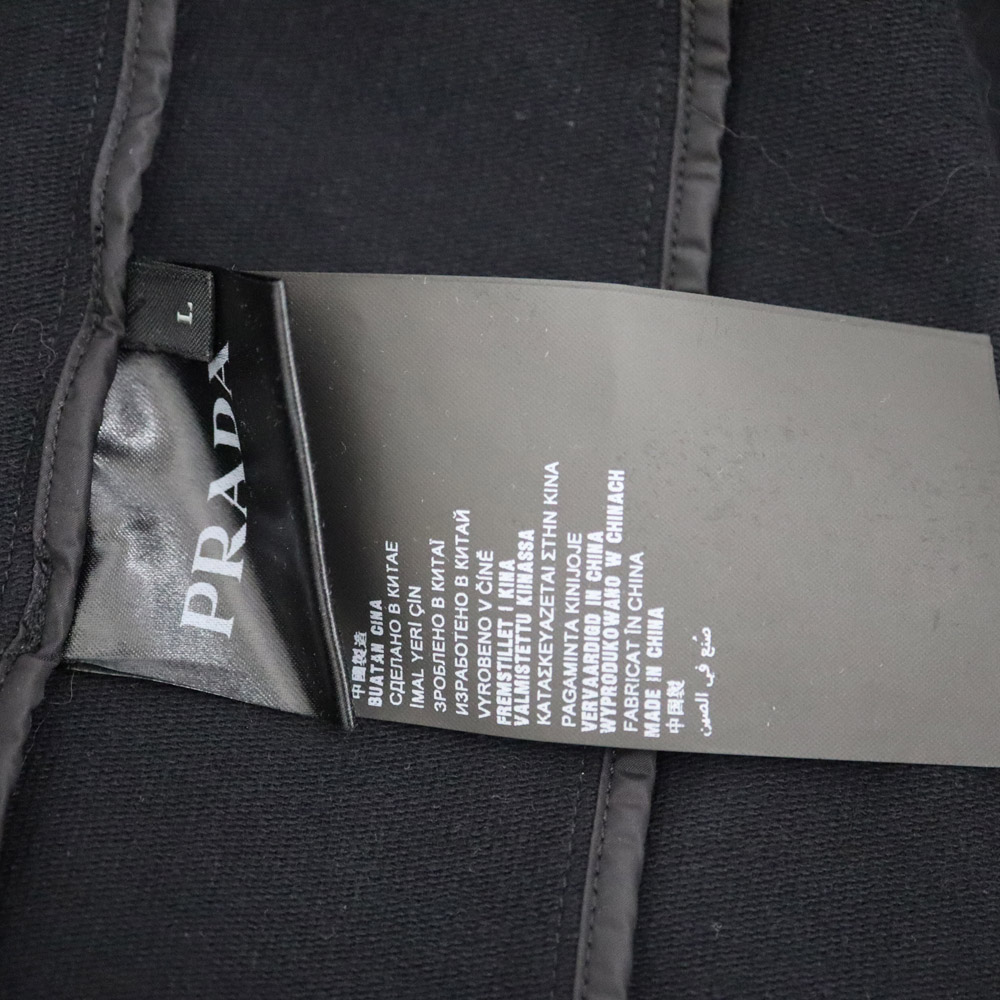 L
PRADA
中國製造
BUATAN CINA
СДЕЛАНО В КИТАЕ
İMAL YERİ ÇİN
ЗРОБЛЕНО В КИТАЇ
ИЗРАБОТЕНО В КИТАЙ
VYROBENO V ČÍNĚ
FREMSTILLET I KINA
VALMISTETTU KIINASSA
ΚΑΤΑΣΚΕΥΑΖΕΤΑΙ ΣΤΗΝ ΚΙΝΑ
PAGAMINTA KINIJOJE
VERVAARDIGD IN CHINA
WYPRODUKOWANO W CHINACH
FABRICAT ÎN CHINA
MADE IN CHINA
中國製
صنع في الصين